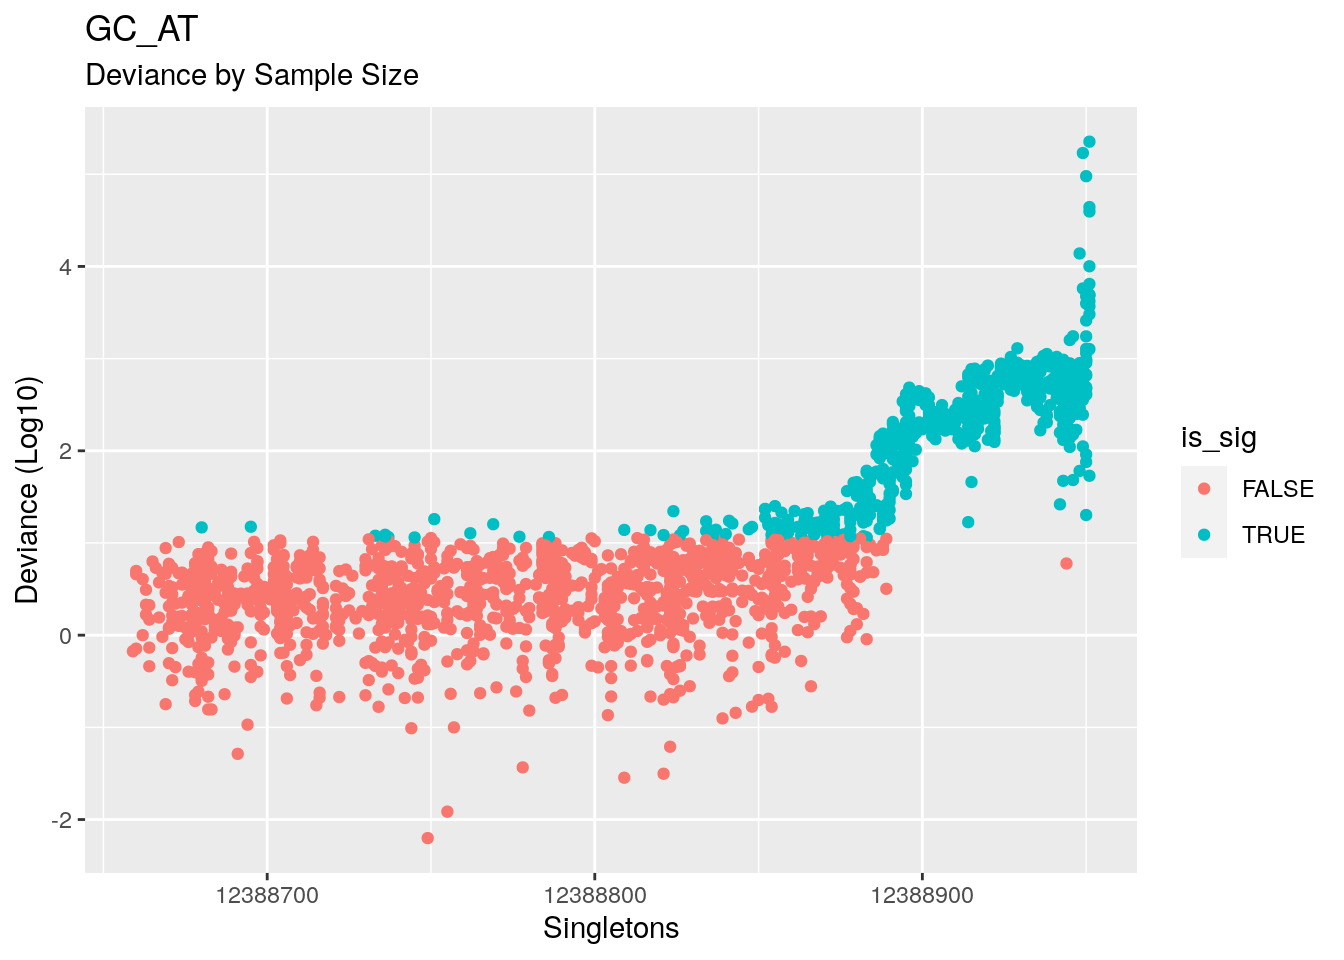 GC_AT
Deviance by Sample Size
Deviance (Log10)
4
2
0
-2
12388700
12388800
12388900
Singletons
is_sig
FALSE
TRUE